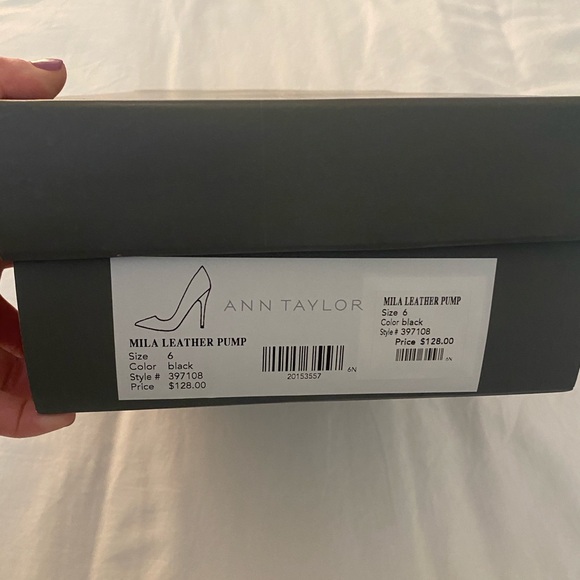 ANN TAYLOR
MILA LEATHER PUMP
Size 6
Color black
Style # 397108
Price $128.00
20153557
6N
MILA LEATHER PUMP
Size 6
Color black
Style # 397108
Price $128.00
6N